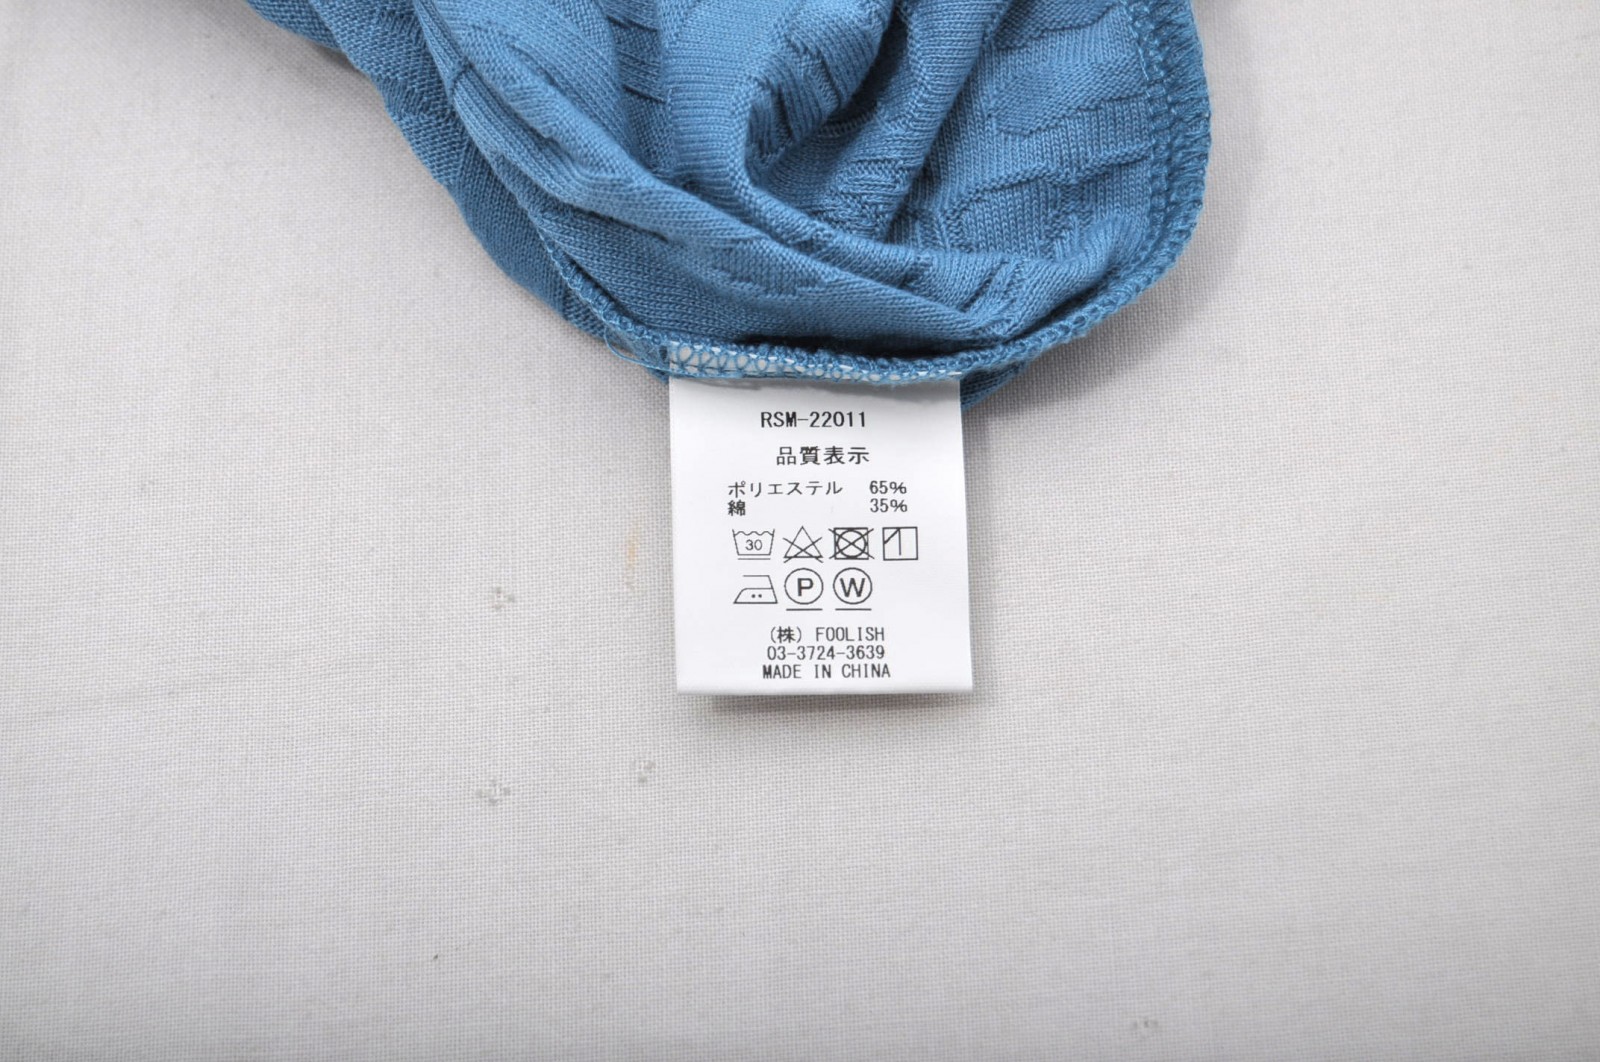 RSM-22011
品質表示
ポリエステル 65%
綿 35%
30
P W
(株) FOOLISH
03-3724-3639
MADE IN CHINA